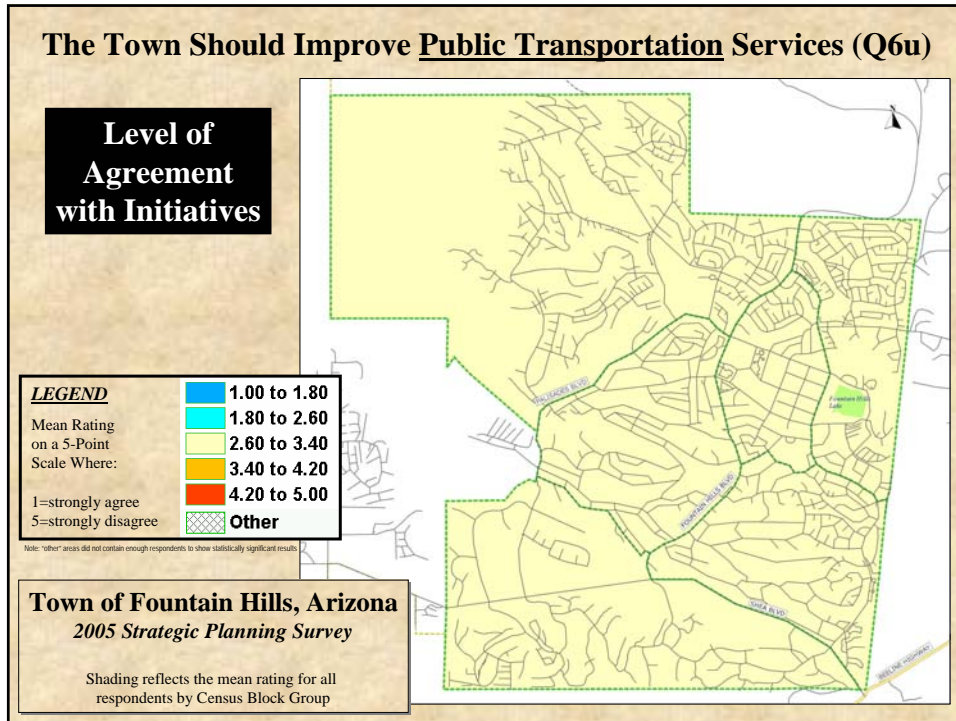 The Town Should Improve Public Transportation Services (Q6u)
Level of
Agreement
with Initiatives
PALISADES BLVD
Fountain Hills
Lake
FOUNTAIN HILLS BLVD
SHEA BLVD
BEELINE HIGHWAY
LEGEND
Mean Rating
on a 5-Point
Scale Where:
1=strongly agree
5=strongly disagree
1.00 to 1.80
1.80 to 2.60
2.60 to 3.40
3.40 to 4.20
4.20 to 5.00
Other
Note: "other" areas did not contain enough respondents to show statistically significant results
Town of Fountain Hills, Arizona
2005 Strategic Planning Survey
Shading reflects the mean rating for all
respondents by Census Block Group